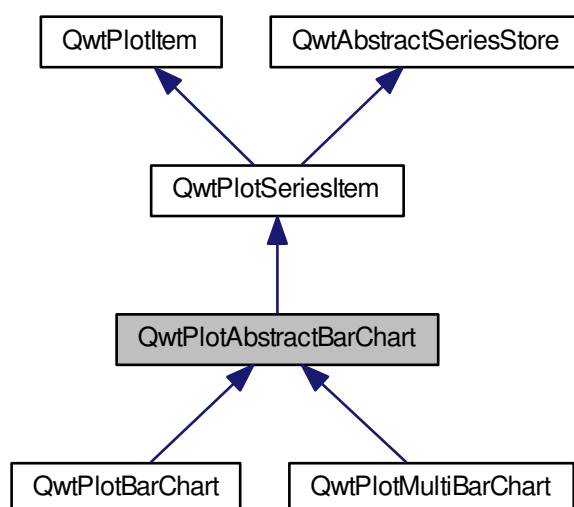 QwtPlotItem
QwtAbstractSeriesStore
QwtPlotSeriesItem
QwtPlotAbstractBarChart
QwtPlotBarChart
QwtPlotMultiBarChart